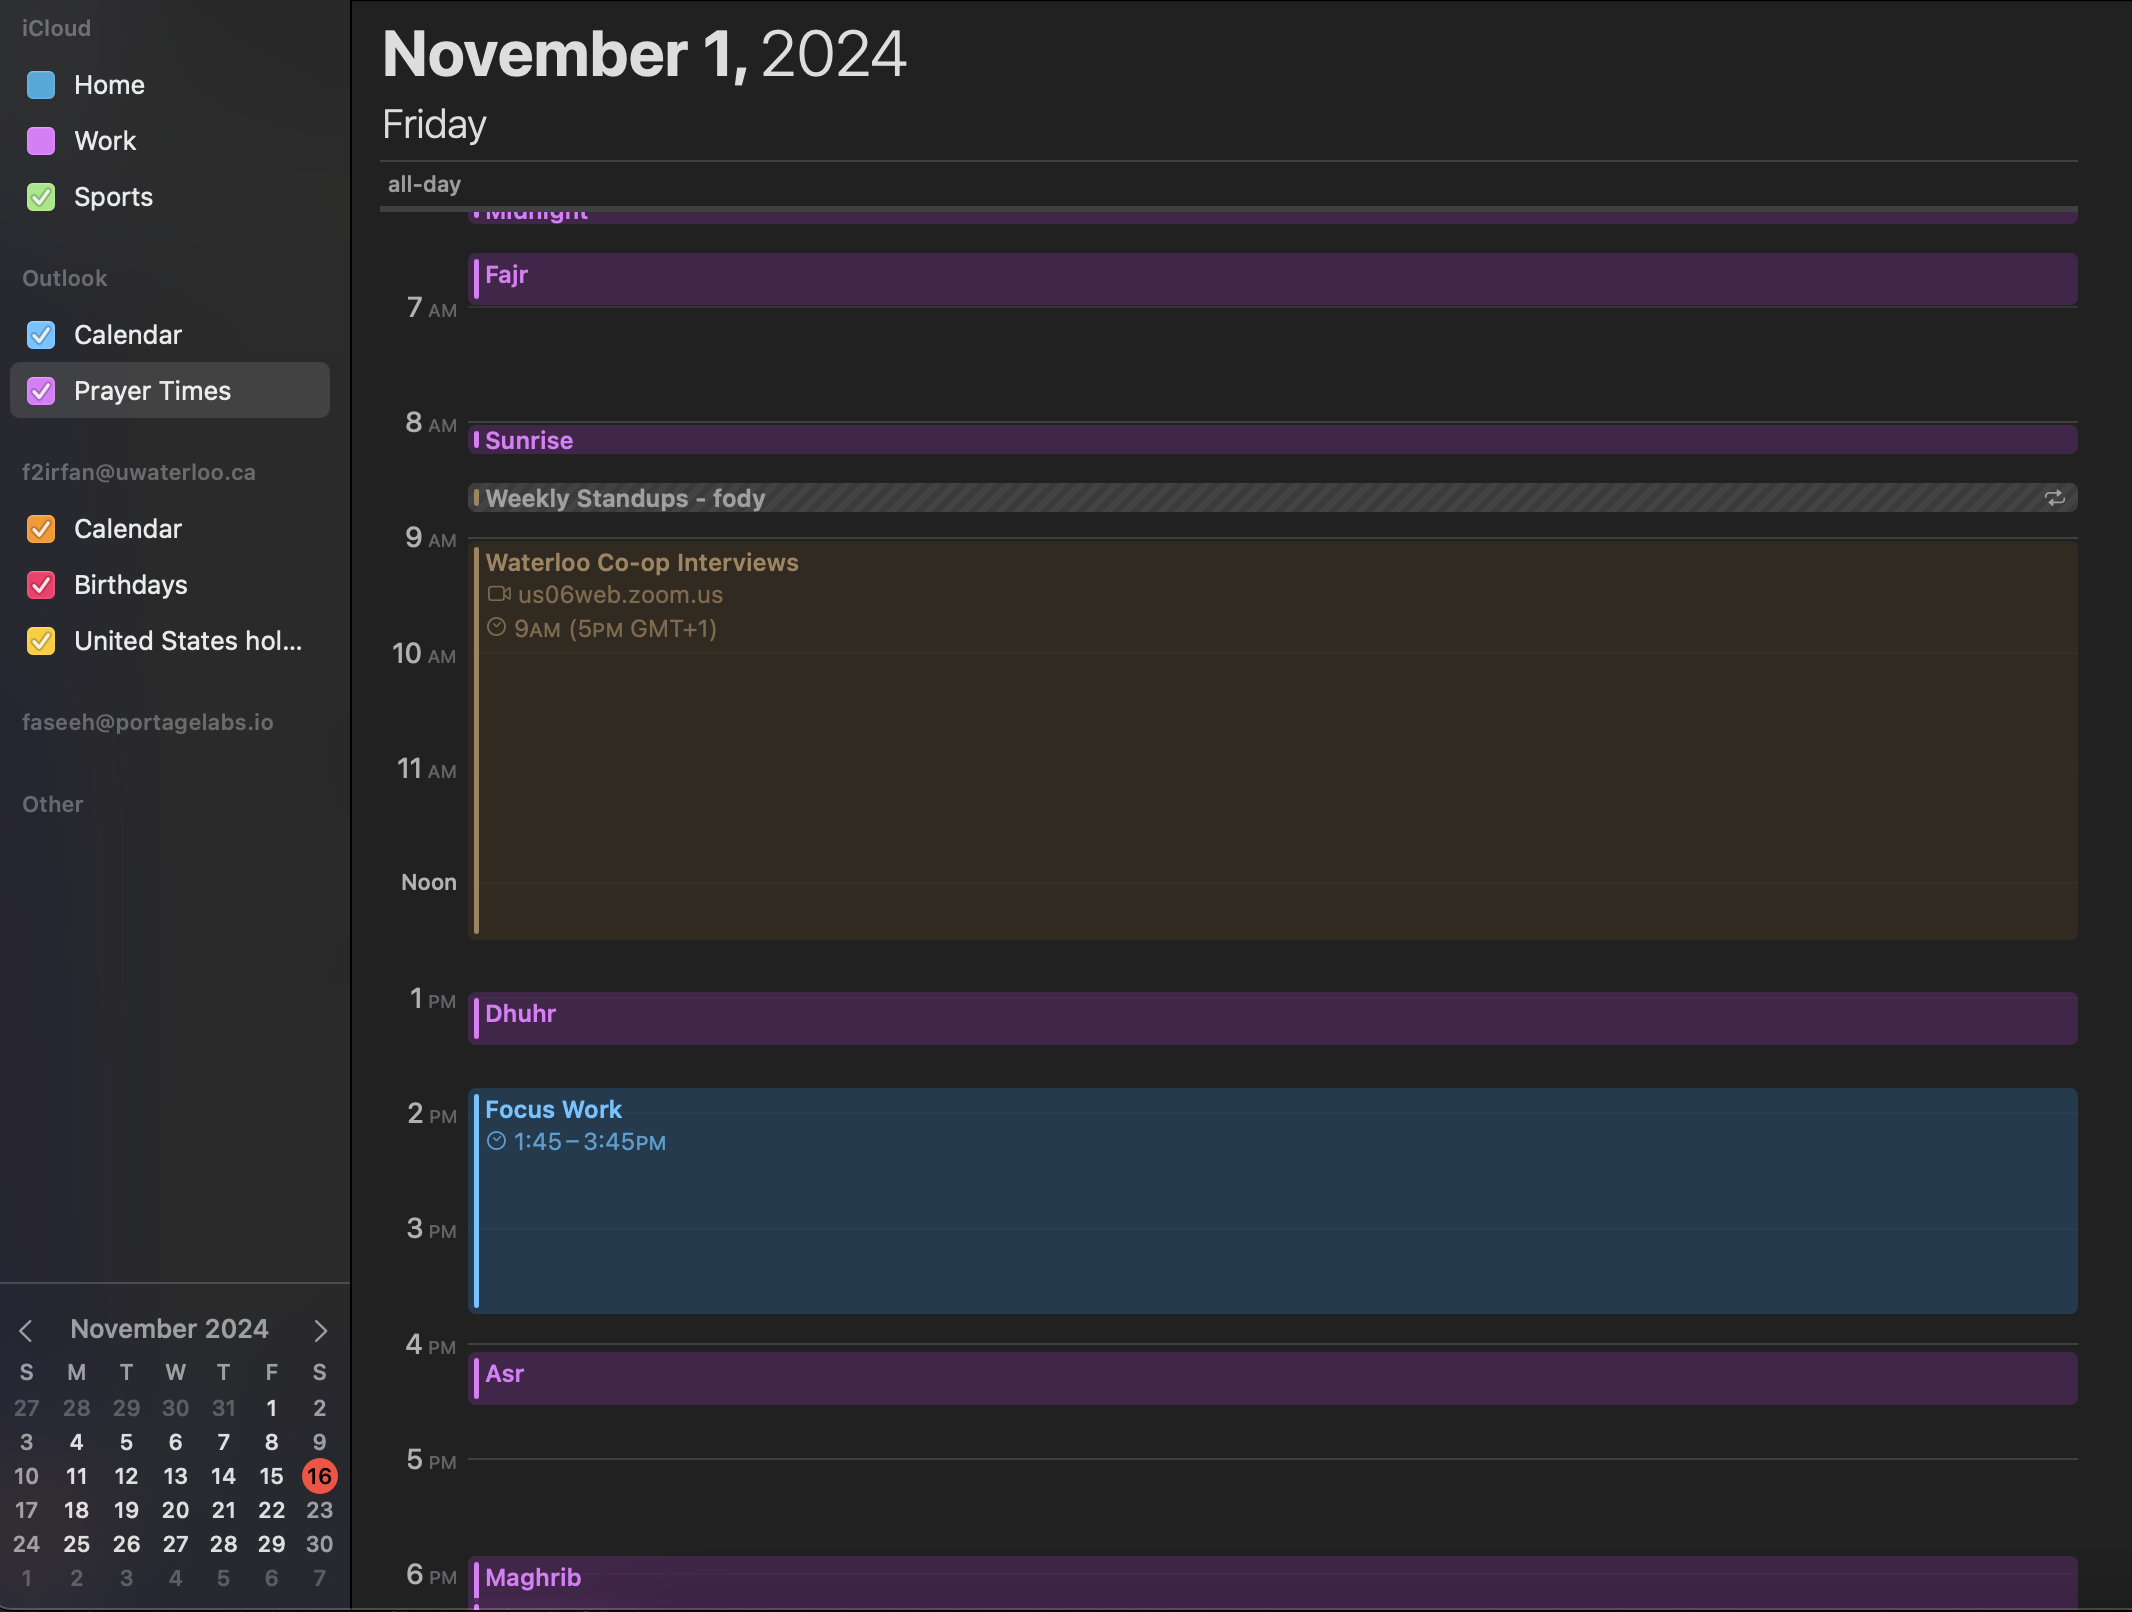 iCloud
Home
Work
Sports
Outlook
Calendar
Prayer Times
f2irfan@uwaterloo.ca
Calendar
Birthdays
United States hol...
faseeh@portagelabs.io
Other
November 2024
S M T W T F S
27 28 29 30 31 1 2
3 4 5 6 7 8 9
10 11 12 13 14 15 16
17 18 19 20 21 22 23
24 25 26 27 28 29 30
1 2 3 4 5 6 7
November 1, 2024
Friday
all-day
Midnight
Fajr
7 AM
8 AM
Sunrise
Weekly Standups - fody
9 AM
Waterloo Co-op Interviews
us06web.zoom.us
9AM (5PM GMT+1)
10 AM
11 AM
Noon
1 PM
Dhuhr
Focus Work
2 PM
1:45–3:45PM
3 PM
4 PM
Asr
5 PM
6 PM
Maghrib